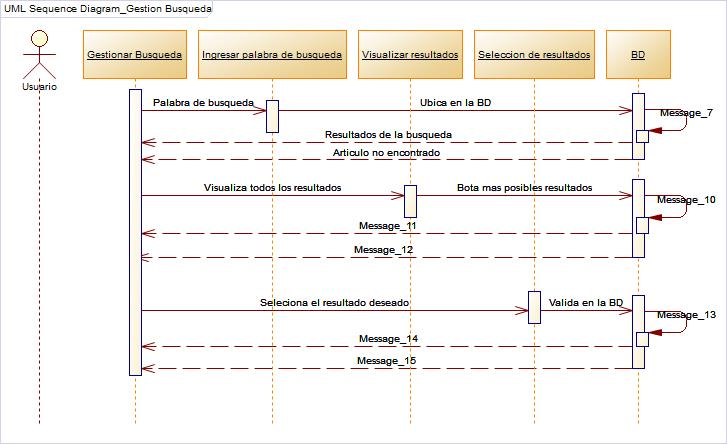 UML Sequence Diagram_Gestion Busqueda
Usuario
Gestionar Busqueda
Ingresar palabra de busqueda
Visualizar resultados
Seleccion de resultados
BD
Palabra de busqueda
Ubica en la BD
Message_7
Resultados de la busqueda
Articulo no encontrado
Visualiza todos los resultados
Bota mas posibles resultados
Message_10
Message_11
Message_12
Seleciona el resultado deseado
Valida en la BD
Message_13
Message_14
Message_15